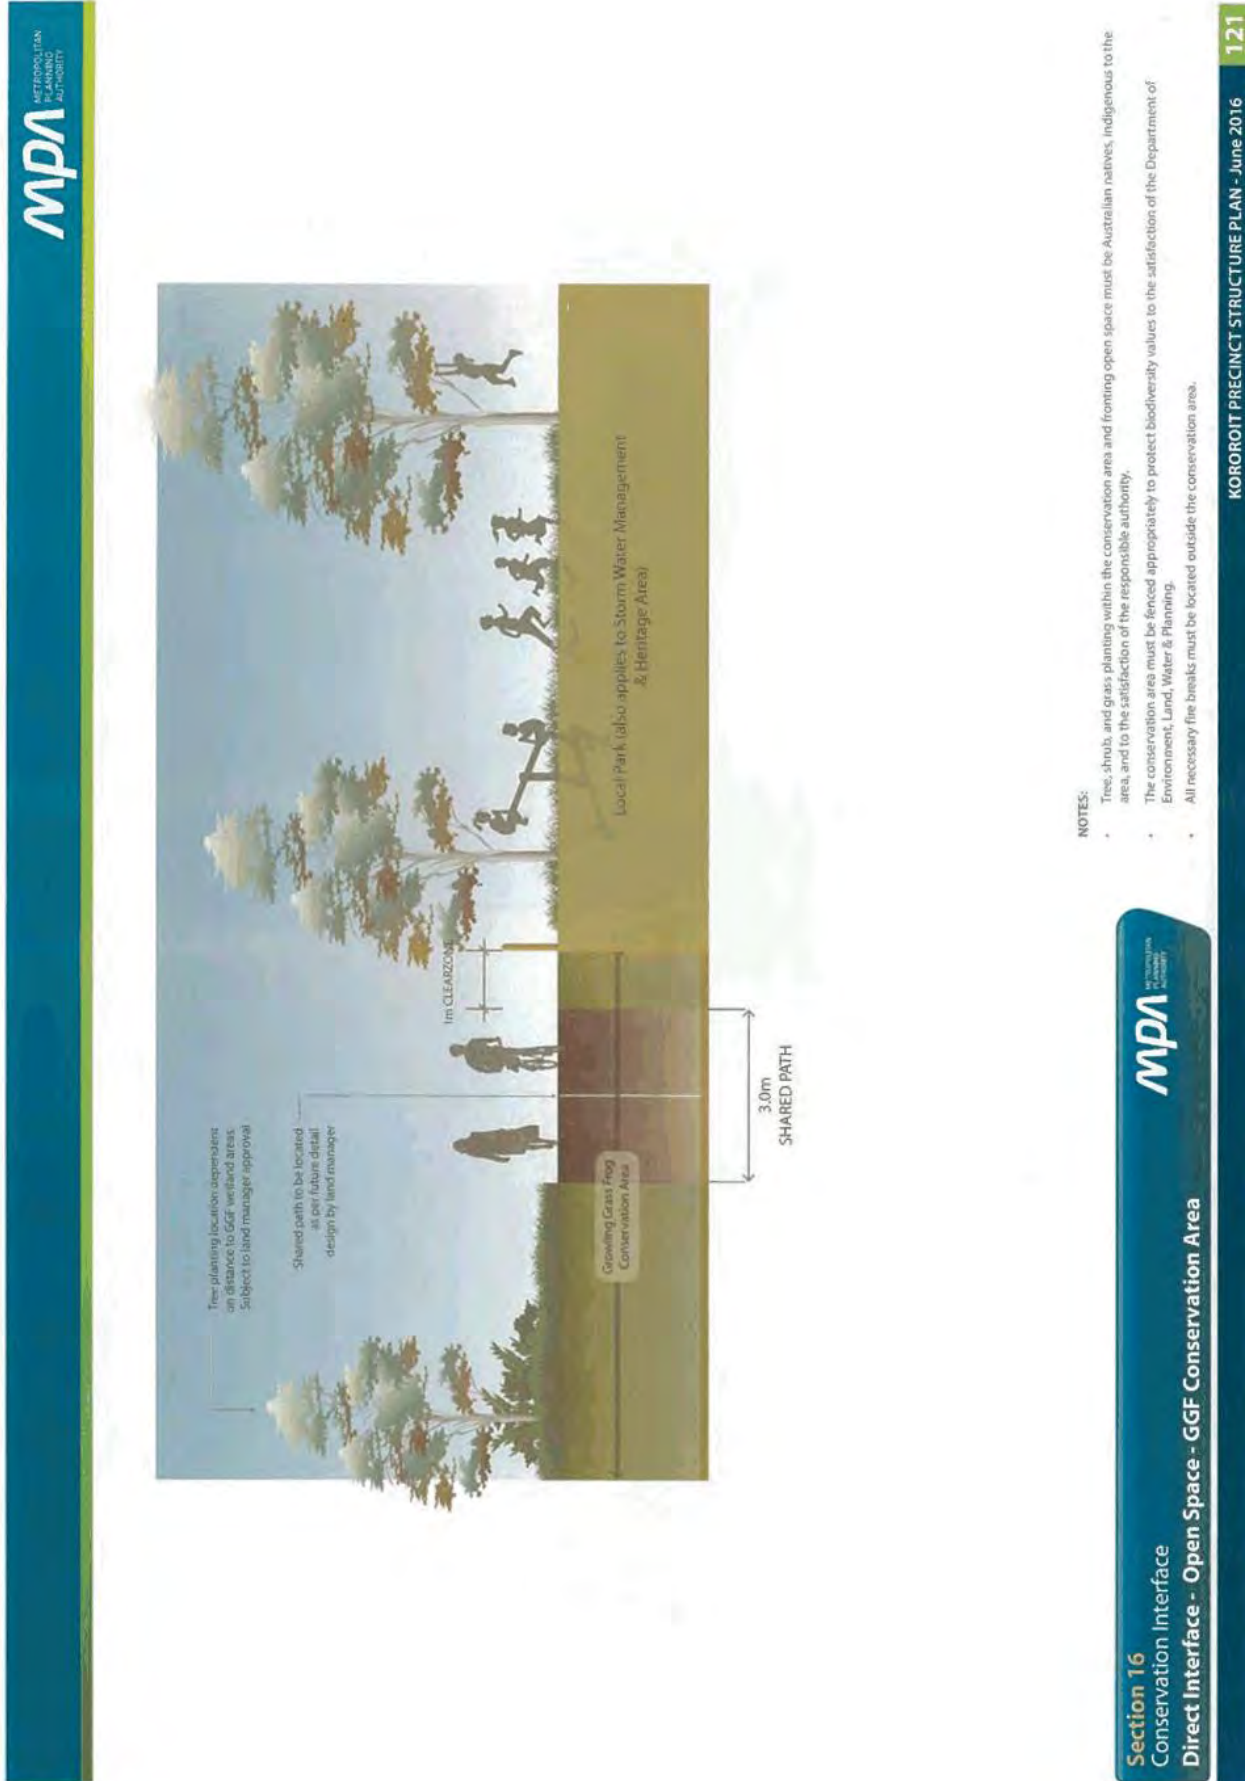 MPA METROPOLITAN
PLANNING
AUTHORITY
Tree planting location dependent
on distance to GGF wetland areas.
Subject to land manager approval
Shared path to be located
as per future detail
design by land manager
1m CLEARZONE
Growling Grass Frog
Conservation Area
Local Park (also applies to Storm Water Management
& Heritage Area)
3.0m
SHARED PATH
NOTES:
• Tree, shrub, and grass planting within the conservation area and fronting open space must be Australian natives, indigenous to the
area, and to the satisfaction of the responsible authority.
• The conservation area must be fenced appropriately to protect biodiversity values to the satisfaction of the Department of
Environment, Land, Water & Planning.
• All necessary fire breaks must be located outside the conservation area.
Section 16
Conservation Interface
Direct Interface - Open Space - GGF Conservation Area
MPA METROPOLITAN
PLANNING
AUTHORITY
KOROROIT PRECINCT STRUCTURE PLAN - June 2016
121